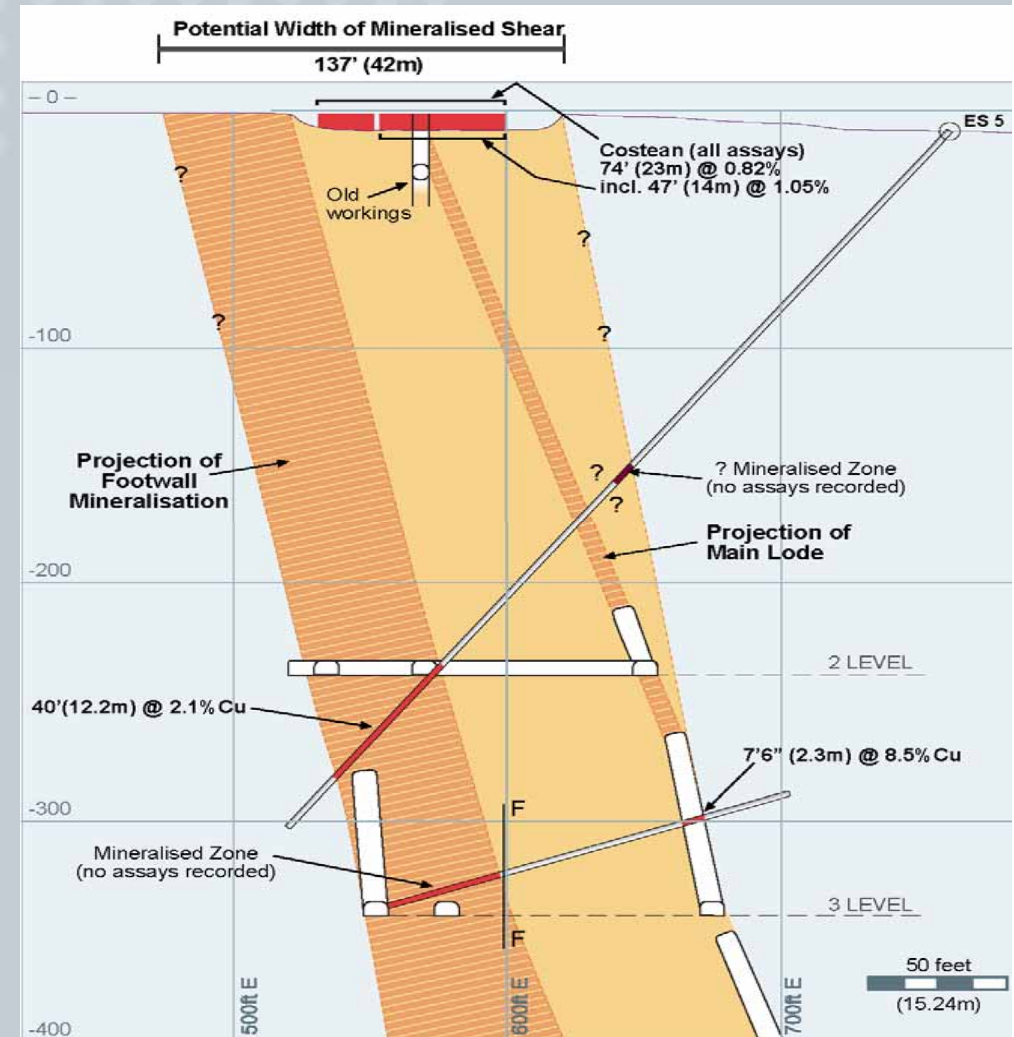 Potential Width of Mineralised Shear
137' (42m)
– 0 –
ES 5
Costean (all assays)
74' (23m) @ 0.82%
incl. 47' (14m) @ 1.05%
Old
workings
?
?
?
?
-100
Projection of
Footwall
Mineralisation
?
?
? Mineralised Zone
(no assays recorded)
Projection of
Main Lode
-200
2 LEVEL
40'(12.2m) @ 2.1% Cu
7'6" (2.3m) @ 8.5% Cu
-300
F
Mineralised Zone
(no assays recorded)
3 LEVEL
F
50 feet
(15.24m)
500ft E
600ft E
700ft E
-400